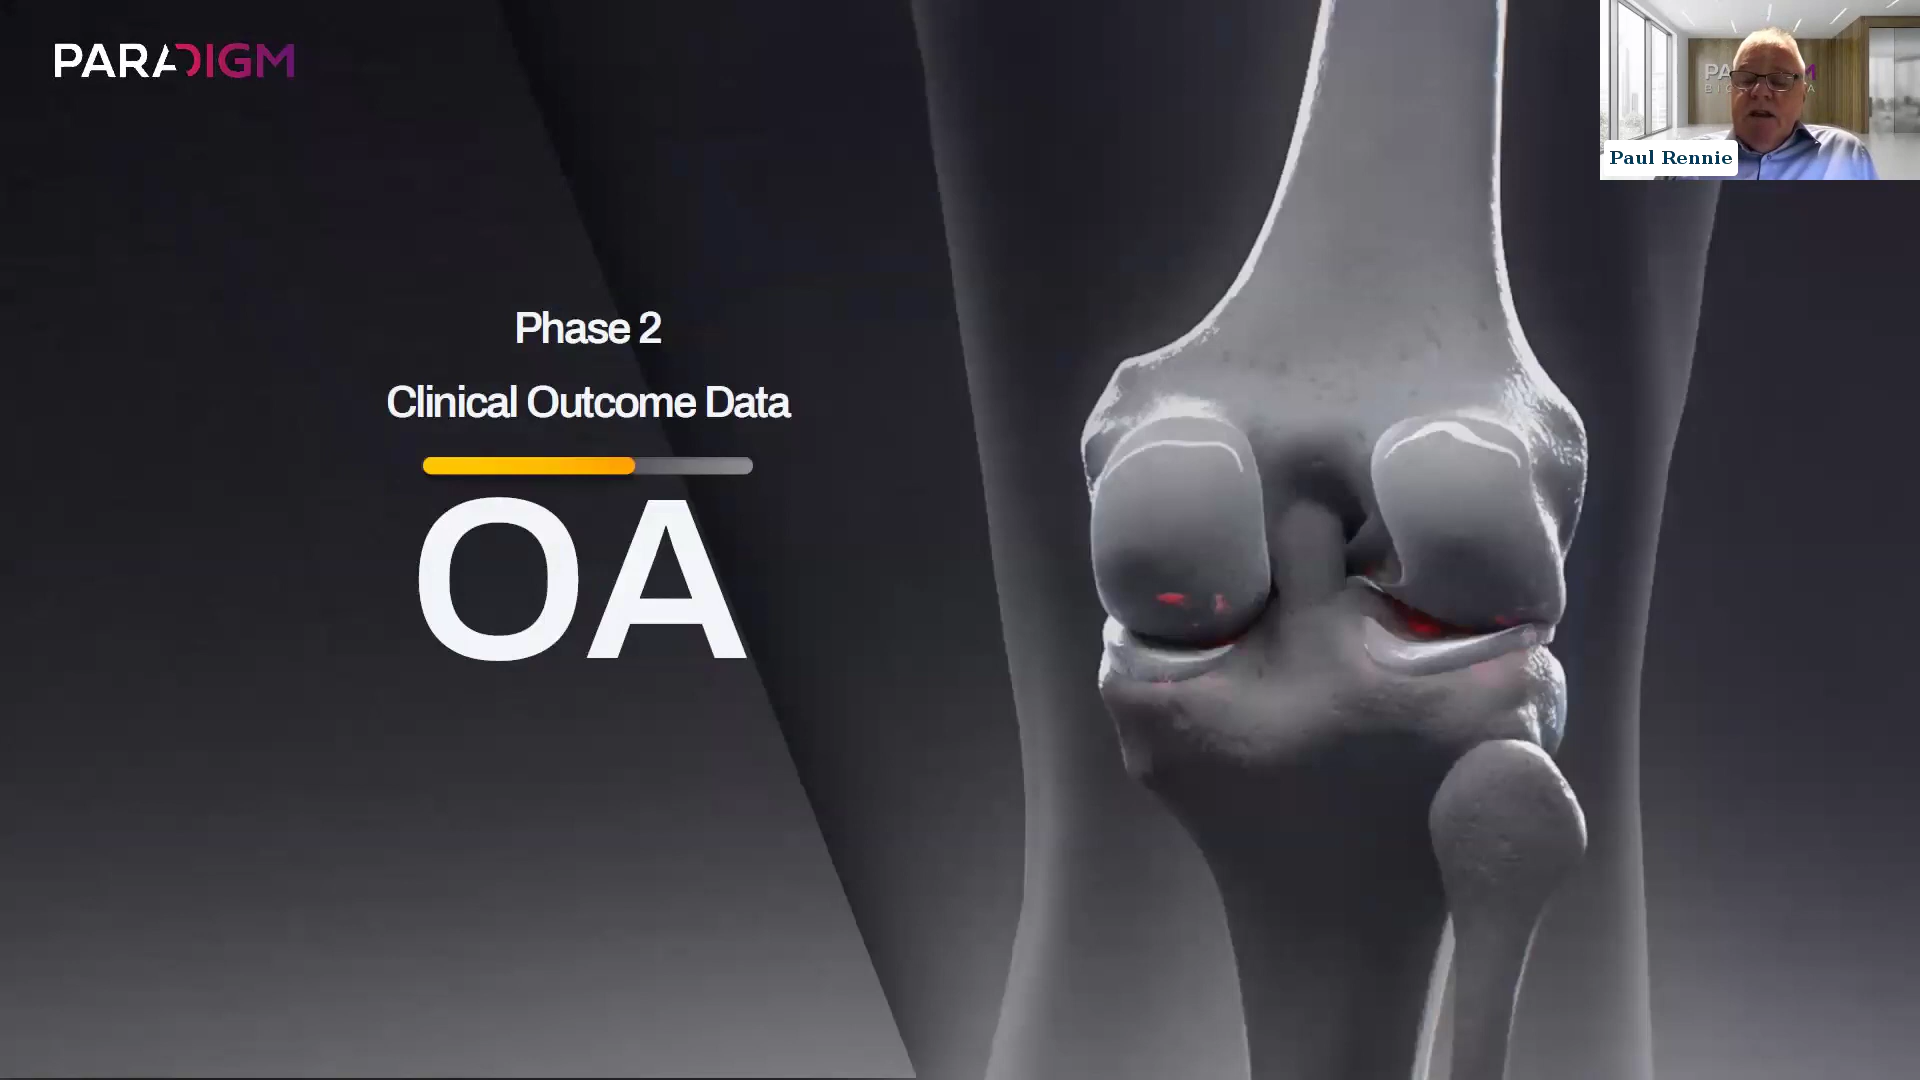 PARADIGM
Phase 2
Clinical Outcome Data
OA
Paul Rennie